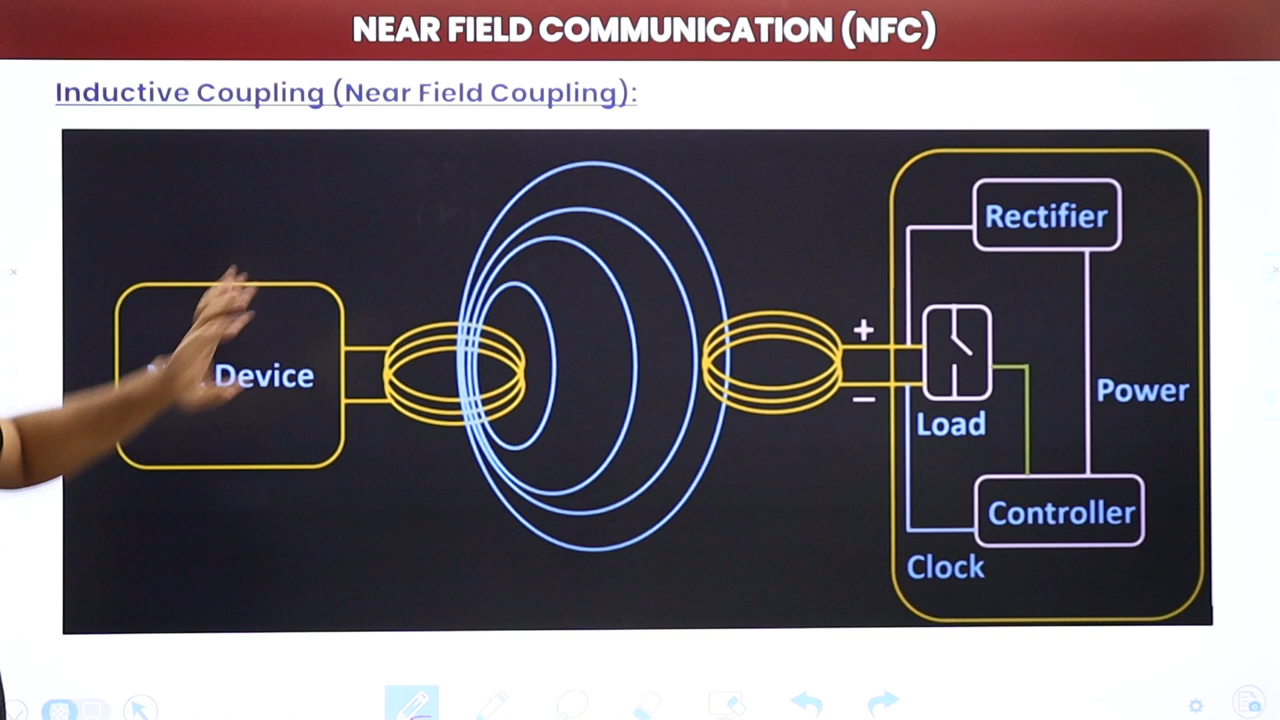 NEAR FIELD COMMUNICATION (NFC)
Inductive Coupling (Near Field Coupling):
Device
Rectifier
+
−
Load
Power
Controller
Clock